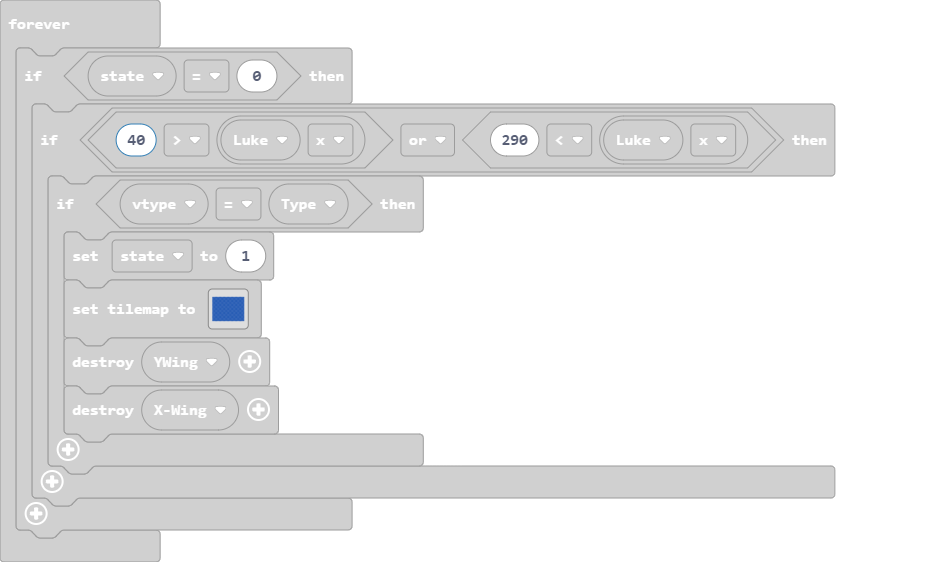 forever
if state = 0 then
if 40 > Luke x or 290 < Luke x then
if vtype = Type then
set state to 1
set tilemap to
destroy YWing
destroy X-Wing